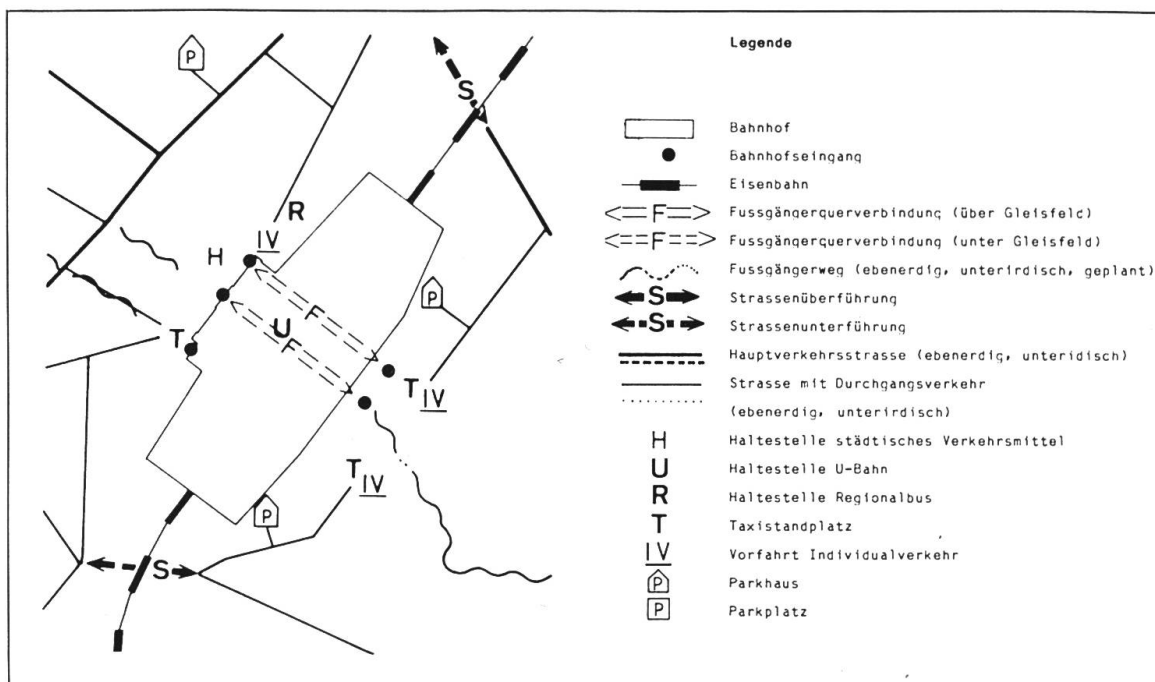 P
S
R
IV
H
P
F
U
T
F
T
IV
T
IV
P
S
Legende
Bahnhof
Bahnhofseingang
Eisenbahn
F Fussgängerquerverbindung (über Gleisfeld)
F Fussgängerquerverbindung (unter Gleisfeld)
Fussgängerweg (ebenerdig, unterirdisch, geplant)
S Strassenüberführung
S Strassenunterführung
Hauptverkehrsstrasse (ebenerdig, unteridisch)
Strasse mit Durchgangsverkehr
(ebenerdig, unterirdisch)
H Haltestelle städtisches Verkehrsmittel
U Haltestelle U-Bahn
R Haltestelle Regionalbus
T Taxistandplatz
IV Vorfahrt Individualverkehr
P Parkhaus
P Parkplatz